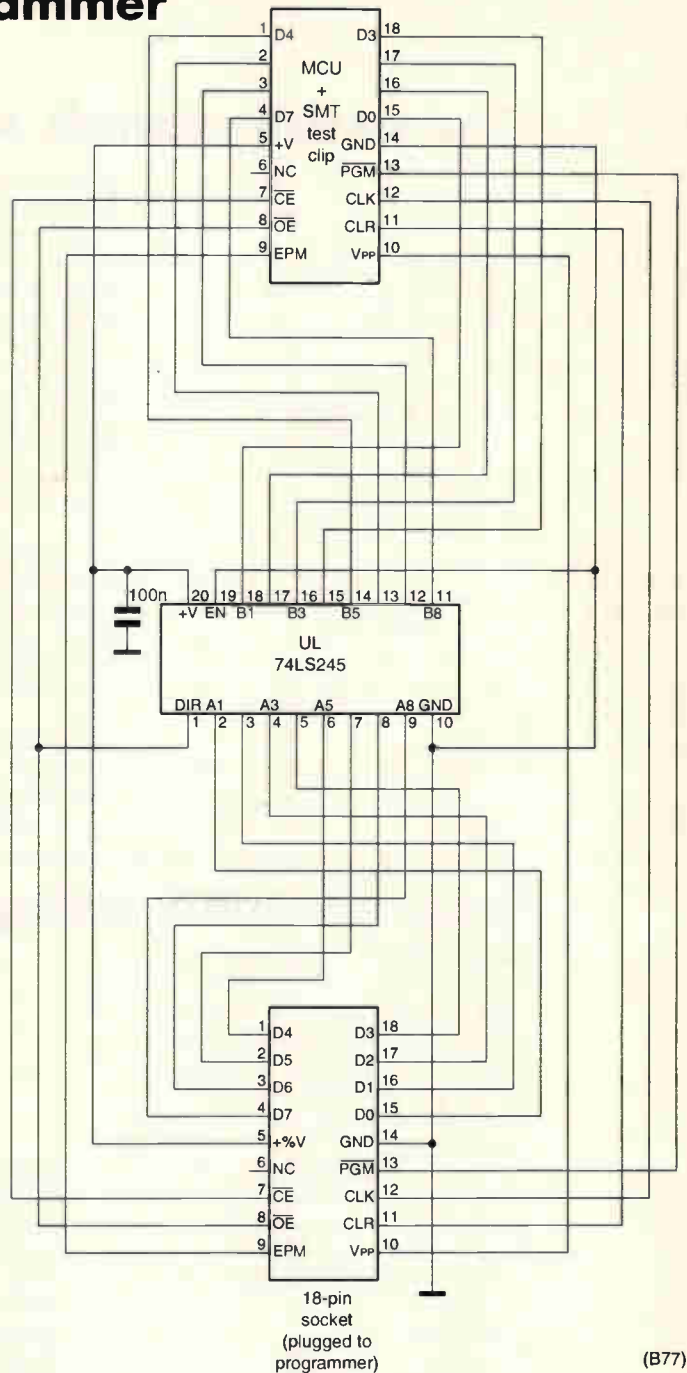 ammer
1 D4 D3 18
2 17
3 16
4 D7 D0 15
5 +V GND 14
6 NC PGM 13
7 CE CLK 12
8 OE CLR 11
9 EPM VPP 10
MCU
+
SMT
test
clip
100n
20 19 18 17 16 15 14 13 12 11
+V EN B1 B3 B5 B8
UL
74LS245
DIR A1 A3 A5 A8 GND
1 2 3 4 5 6 7 8 9 10
1 D4 D3 18
2 D5 D2 17
3 D6 D1 16
4 D7 D0 15
5 +%V GND 14
6 NC PGM 13
7 CE CLK 12
8 OE CLR 11
9 EPM VPP 10
18-pin
socket
(plugged to
programmer)
(B77)